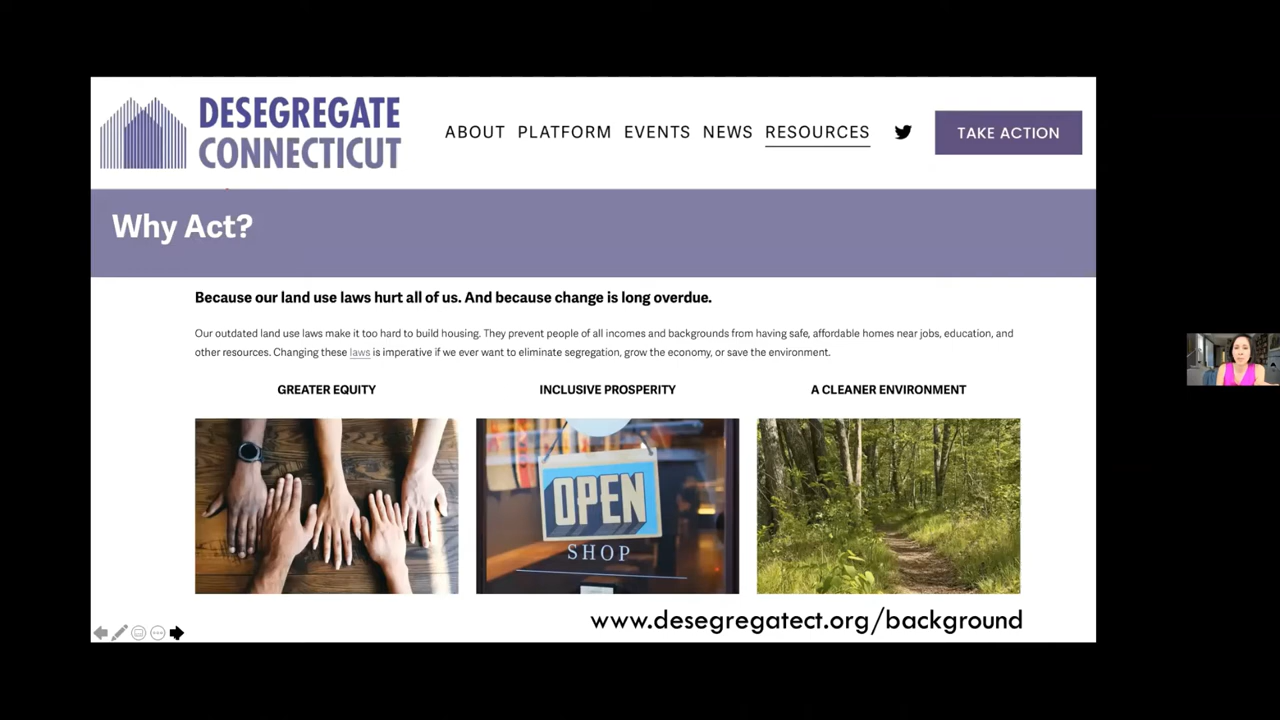 DESEGREGATE
CONNECTICUT
ABOUT PLATFORM EVENTS NEWS RESOURCES
TAKE ACTION
Why Act?
Because our land use laws hurt all of us. And because change is long overdue.
Our outdated land use laws make it too hard to build housing. They prevent people of all incomes and backgrounds from having safe, affordable homes near jobs, education, and
other resources. Changing these laws is imperative if we ever want to eliminate segregation, grow the economy, or save the environment.
GREATER EQUITY
INCLUSIVE PROSPERITY
A CLEANER ENVIRONMENT
OPEN
SHOP
www.desegregatect.org/background